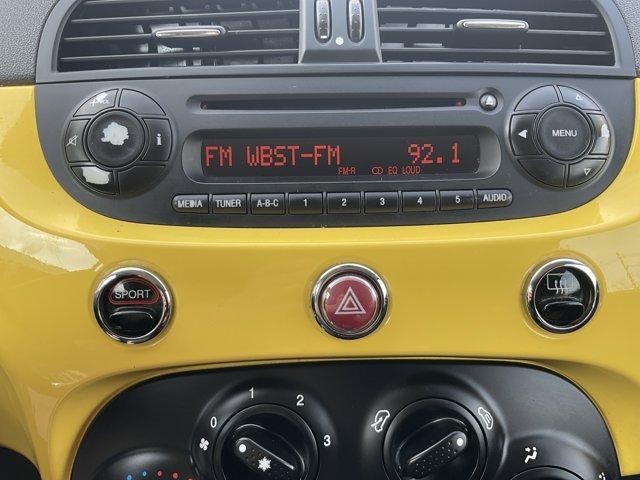 FM WBST-FM 92.1
FM-A EQ LOUD
MENU
i
MEDIA TUNER A-B-C 1 2 3 4 5 AUDIO
SPORT
0 1 2 3